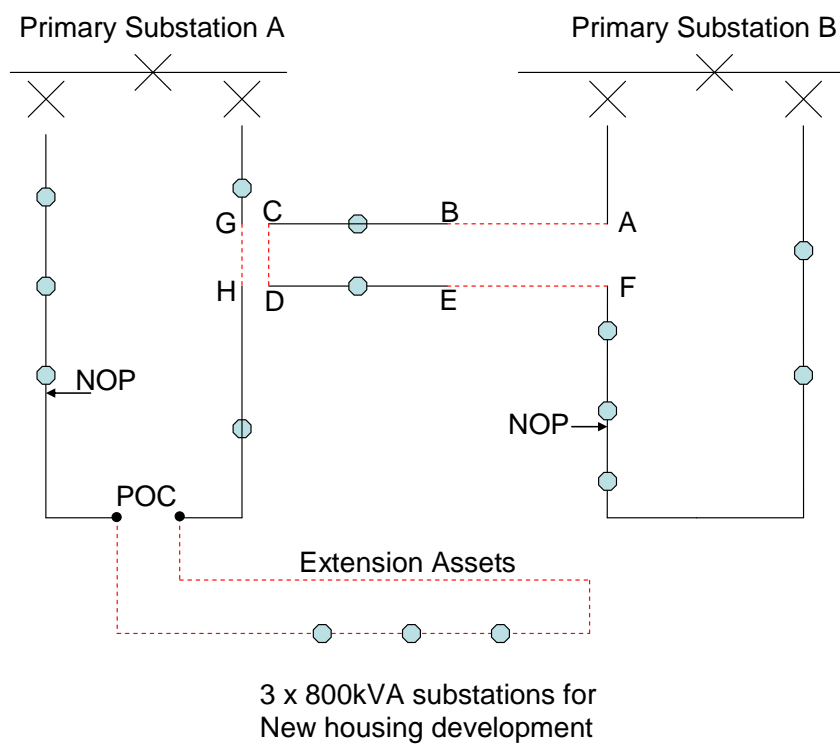 Primary Substation A
Primary Substation B
G
C
B
A
H
D
E
F
NOP
NOP
POC
Extension Assets
3 x 800kVA substations for
New housing development